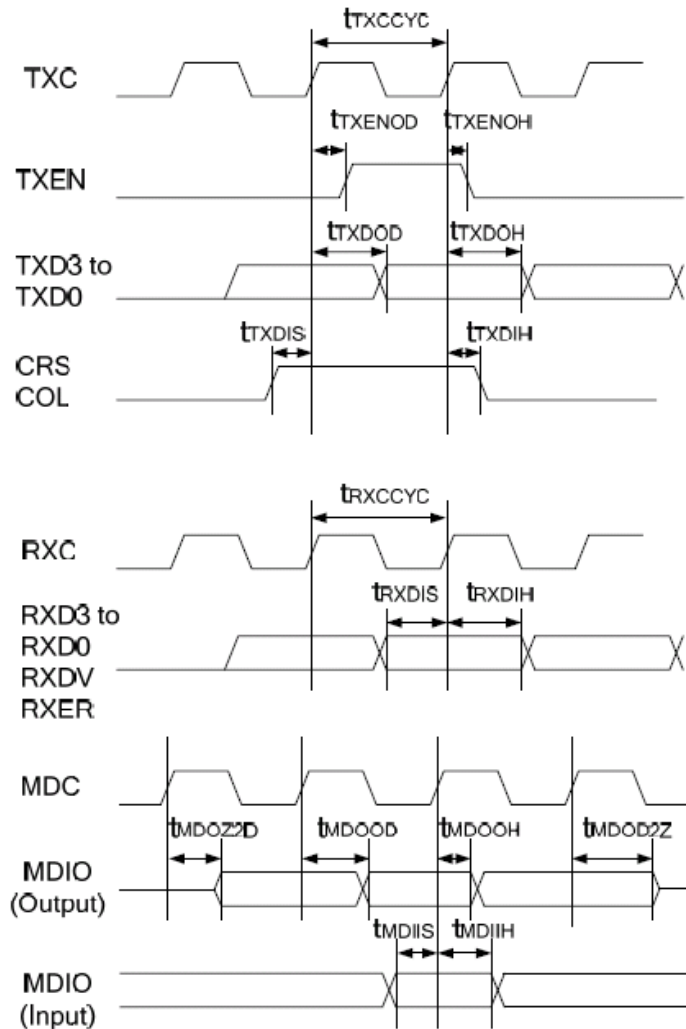 tTXCCYC
TXC
tTXENOD tTXENOH
TXEN
tTXDOD tTXDOH
TXD3 to
TXD0
tTXDIS tTXDIH
CRS
COL
tRXCCYC
RXC
tRXDIS tRXDIH
RXD3 to
RXD0
RXDV
RXER
MDC
tMDOZ2D tMDOOD tMDOOH tMDOD2Z
MDIO
(Output)
tMDIIS tMDIIH
MDIO
(Input)